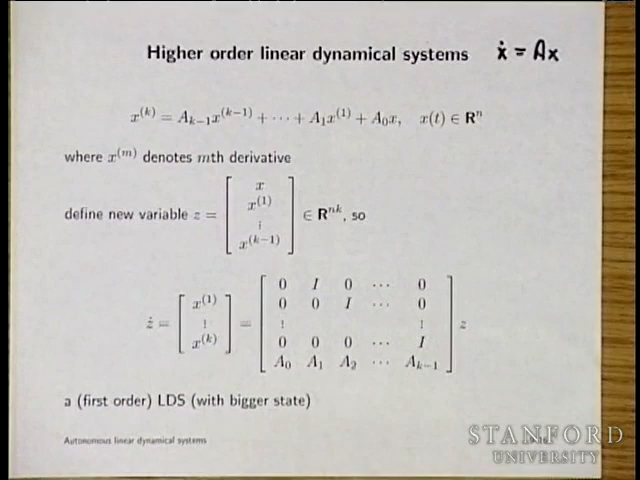 Higher order linear dynamical systems ẋ = Ax
x^(k) = A_{k−1}x^(k−1) + ··· + A_1x^(1) + A_0x, x(t) ∈ R^n
where x^(m) denotes mth derivative
define new variable z = [ x x^(1) ⋮ x^(k−1) ] ∈ R^{nk}, so
ż = [ x^(1) ⋮ x^(k) ] = [ 0 I 0 ··· 0
0 0 I ··· 0
⋮ ⋮
0 0 0 ··· I
A_0 A_1 A_2 ··· A_{k−1} ] z
a (first order) LDS (with bigger state)
Autonomous linear dynamical systems
STANFORD
UNIVERSITY